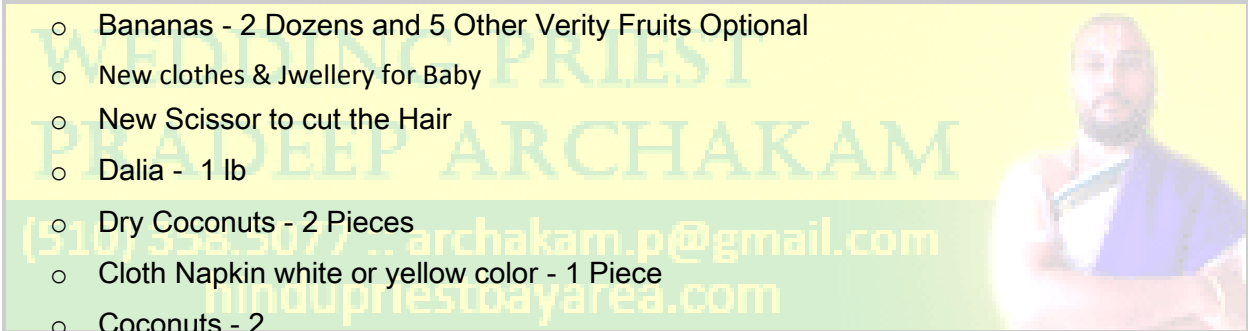 o Bananas - 2 Dozens and 5 Other Verity Fruits Optional
WEDDING PRIEST
o New clothes & Jwellery for Baby
o New Scissor to cut the Hair
PRADEEP ARCHAKAM
o Dalia - 1 lb
o Dry Coconuts - 2 Pieces
(510) .. archakam.p@gmail.com
o Cloth Napkin white or yellow color - 1 Piece
hindupriestbayarea.com
o Coconuts - 2